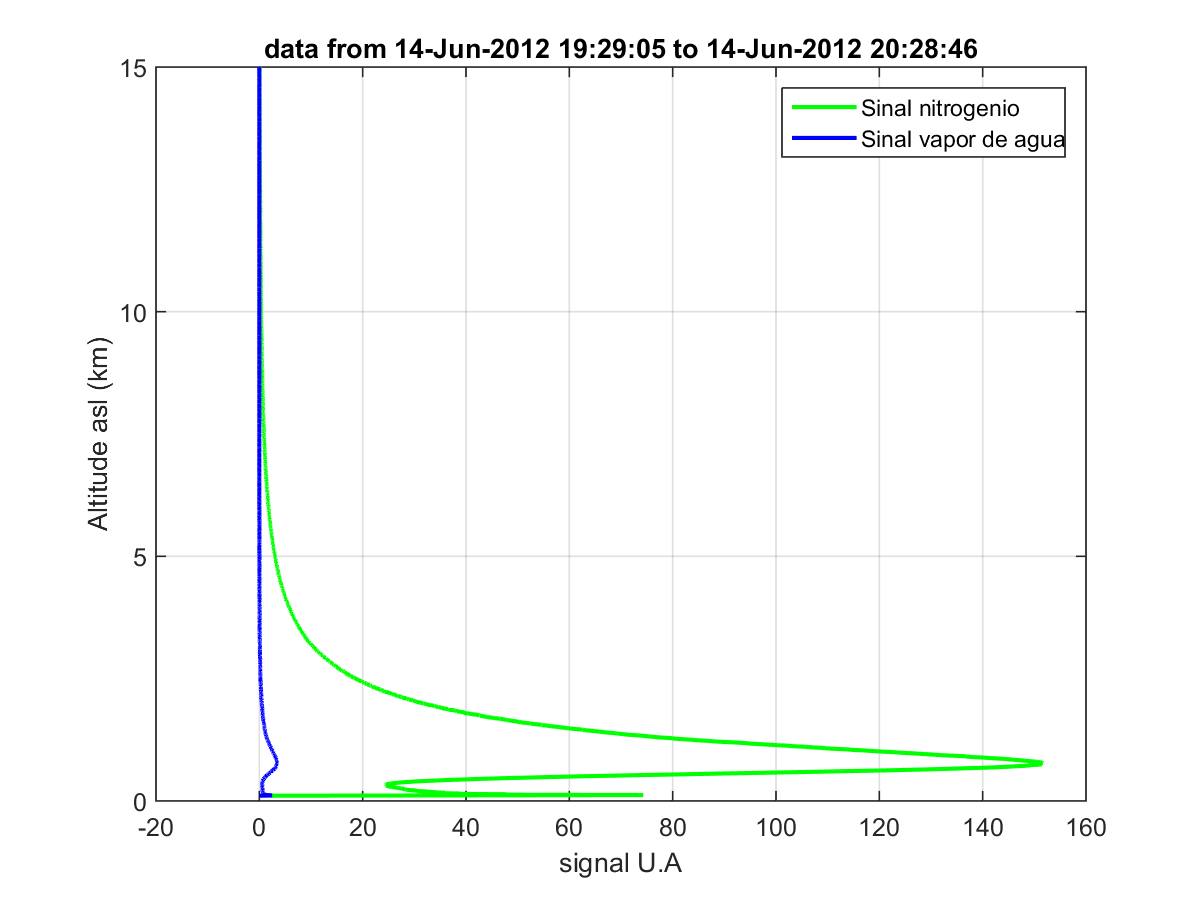 data from 14-Jun-2012 19:29:05 to 14-Jun-2012 20:28:46
Sinal nitrogenio
Sinal vapor de agua
15
10
5
0
Altitude asl (km)
-20 0 20 40 60 80 100 120 140 160
signal U.A